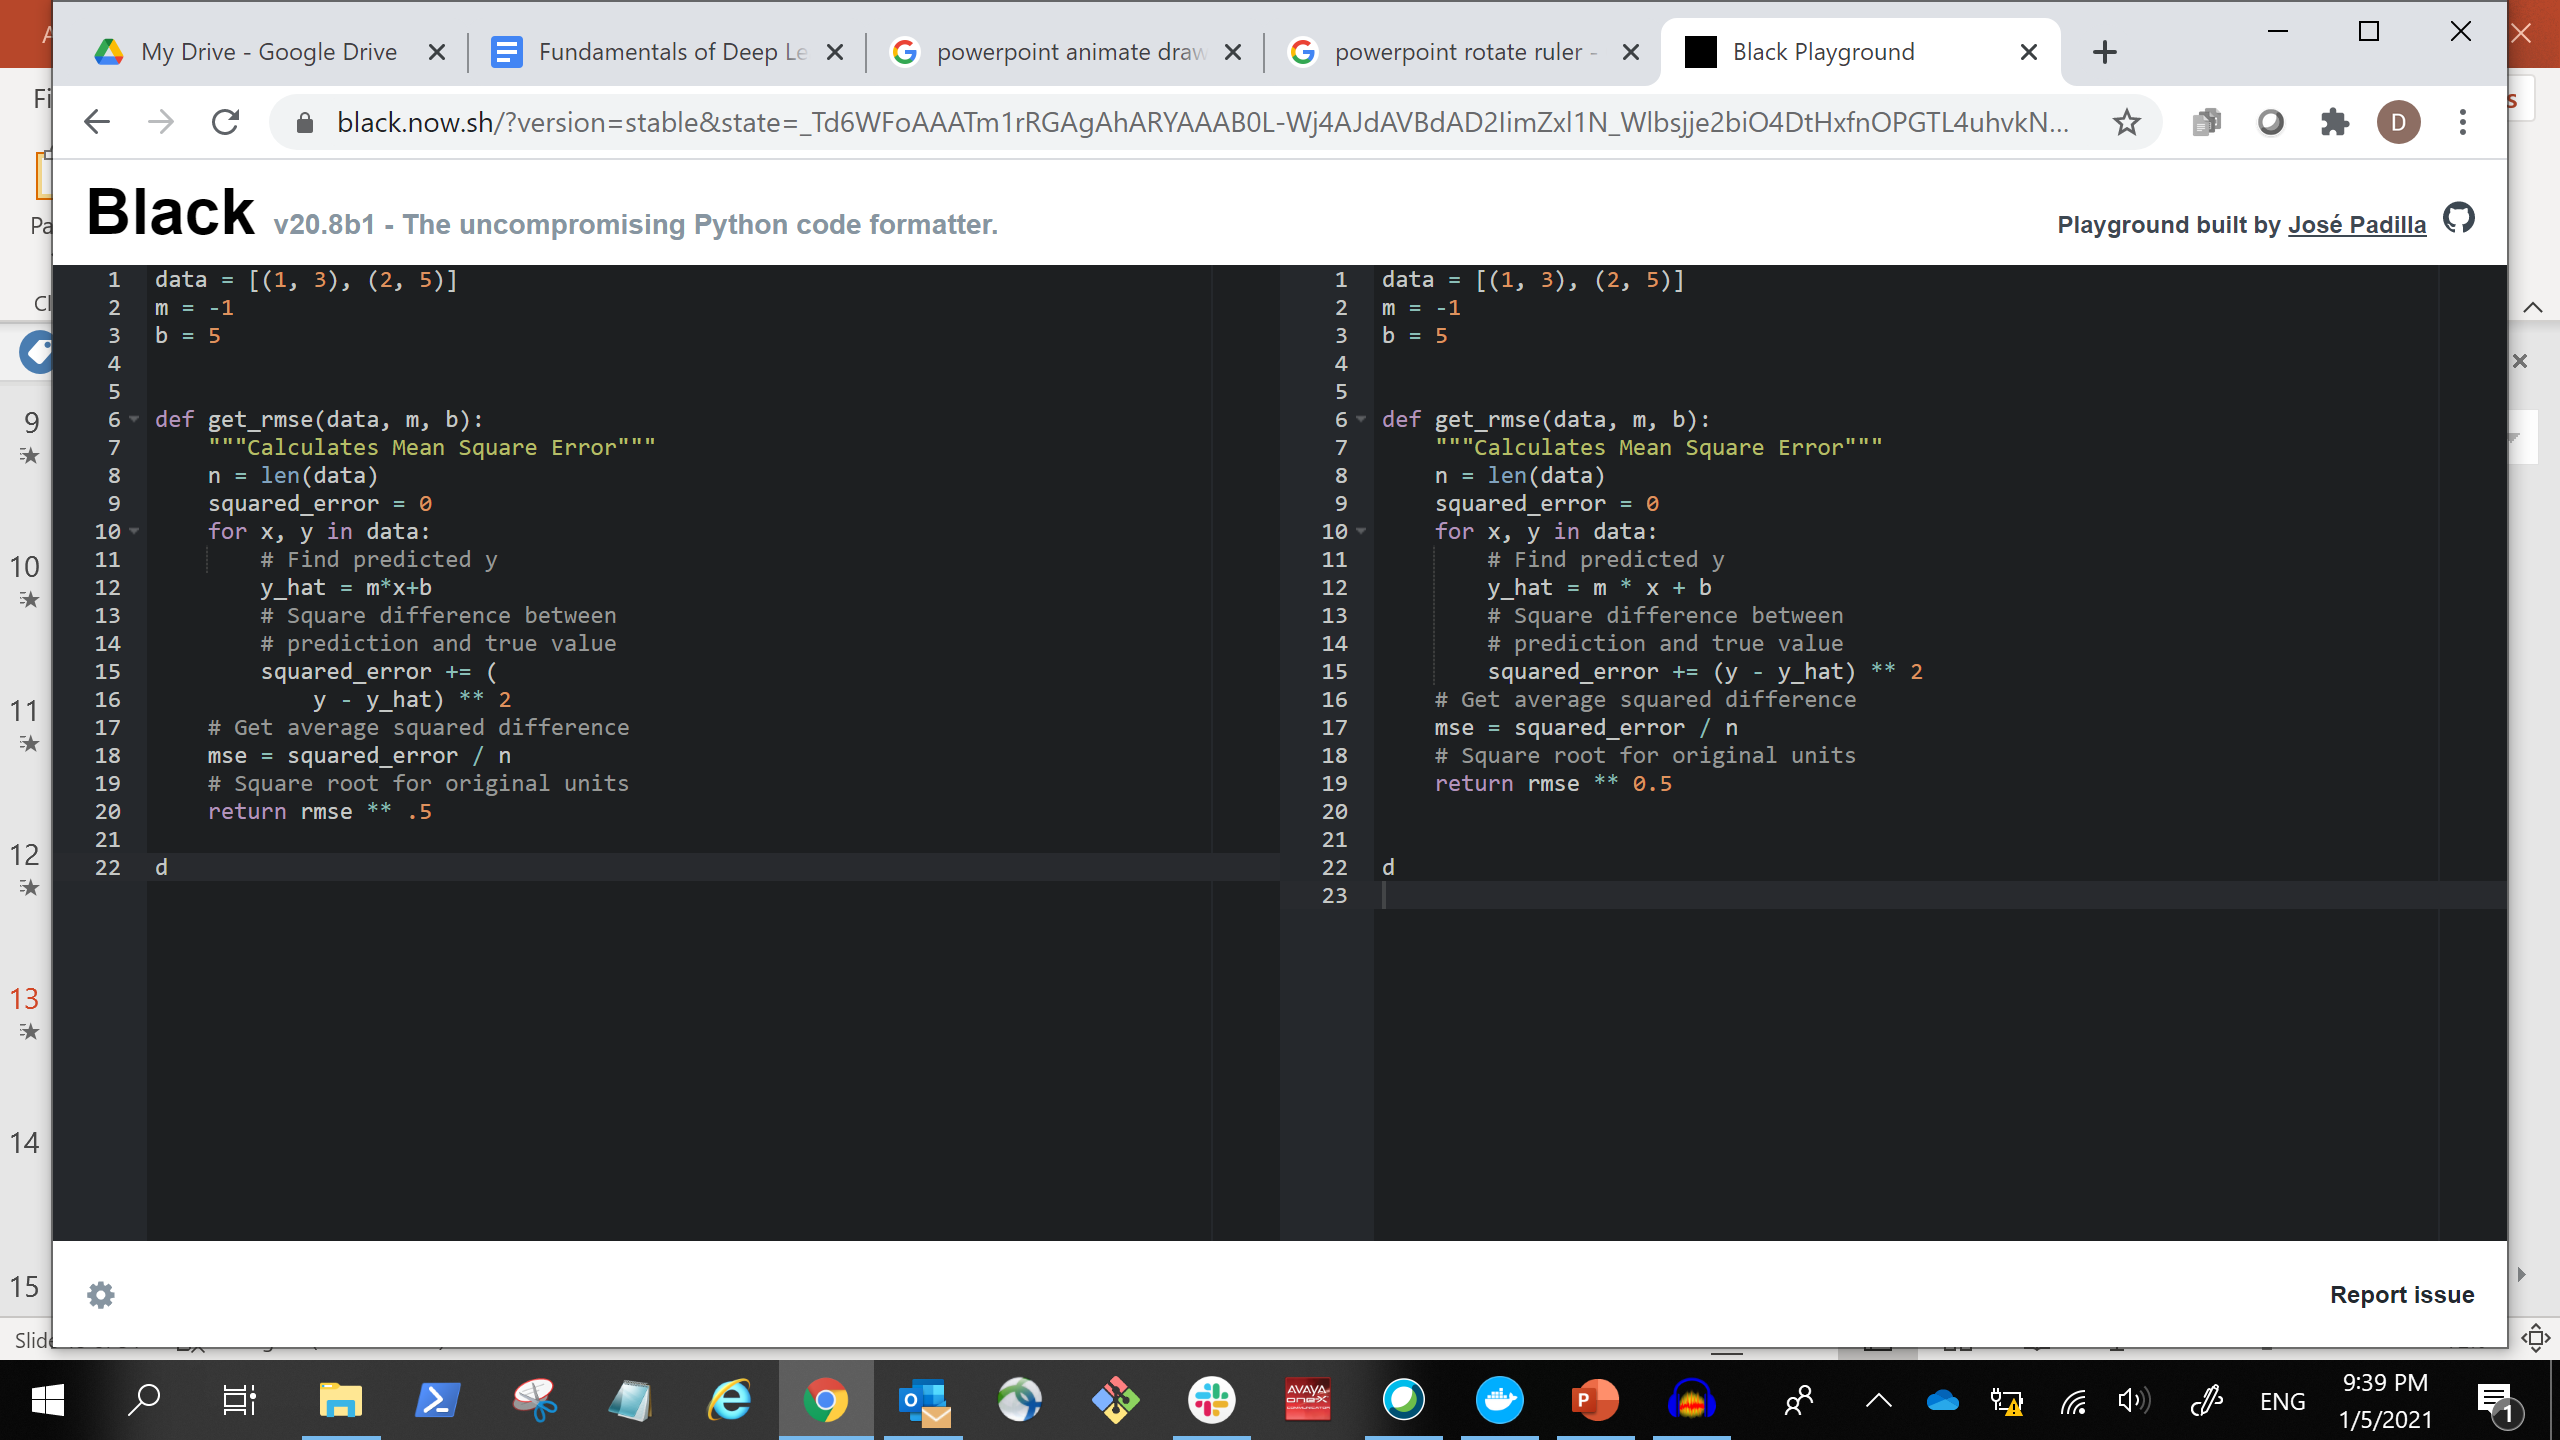 My Drive - Google Drive
Fundamentals of Deep Le
powerpoint animate draw
powerpoint rotate ruler -
Black Playground
black.now.sh/?version=stable&state=_Td6WFoAAATm1rRGAgAhARYAAAB0L-Wj4AJdAVBdAD2IimZxI1N_Wlbsjje2biO4DtHxfnOPGTL4uhvkN...
D
Black v20.8b1 - The uncompromising Python code formatter.
Playground built by José Padilla
1 data = [(1, 3), (2, 5)]
2 m = -1
3 b = 5
4
5
6 def get_rmse(data, m, b):
7 """Calculates Mean Square Error"""
8 n = len(data)
9 squared_error = 0
10 for x, y in data:
11 # Find predicted y
12 y_hat = m*x+b
13 # Square difference between
14 # prediction and true value
15 squared_error += (
16 y - y_hat) ** 2
17 # Get average squared difference
18 mse = squared_error / n
19 # Square root for original units
20 return rmse ** .5
21
22 d
1 data = [(1, 3), (2, 5)]
2 m = -1
3 b = 5
4
5
6 def get_rmse(data, m, b):
7 """Calculates Mean Square Error"""
8 n = len(data)
9 squared_error = 0
10 for x, y in data:
11 # Find predicted y
12 y_hat = m * x + b
13 # Square difference between
14 # prediction and true value
15 squared_error += (y - y_hat) ** 2
16 # Get average squared difference
17 mse = squared_error / n
18 # Square root for original units
19 return rmse ** 0.5
20
21
22 d
23
Report issue
9
10
11
12
13
14
15
AVAYA
one-X
ENG
9:39 PM
1/5/2021
1